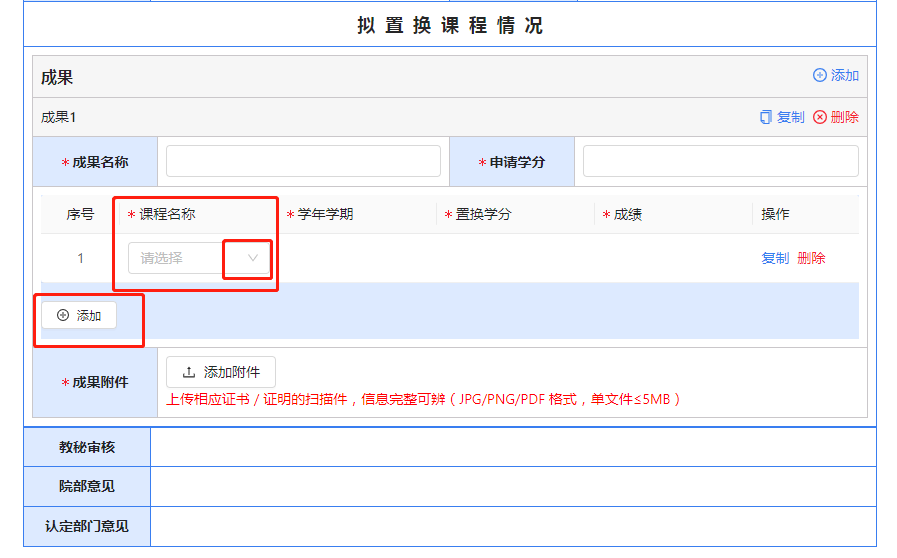 拟置换课程情况
成果 添加
成果1 复制 删除
* 成果名称 * 申请学分
序号 * 课程名称 * 学年学期 * 置换学分 * 成绩 操作
1 请选择 复制 删除
添加
* 成果附件 添加附件
上传相应证书 / 证明的扫描件，信息完整可辨（JPG/PNG/PDF 格式，单文件≤5MB）
教秘审核
院部意见
认定部门意见